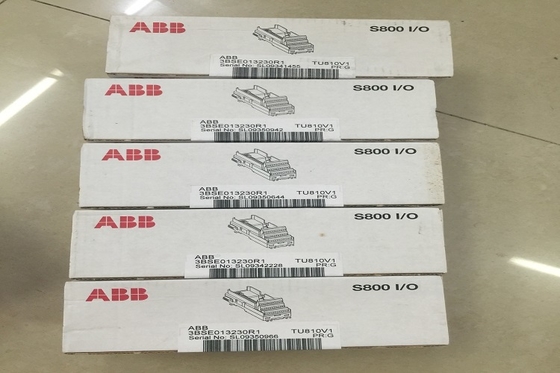 ABB
S800 I/O
ABB
3BSE013230R1 TU810V1
Serial No: SL09341455 PR:G
ABB
S800 I/O
ABB
3BSE013230R1 TU810V1
Serial No: SL09350942 PR:G
ABB
S800 I/O
ABB
3BSE013230R1 TU810V1
Serial No: SL09350644 PR:G
ABB
S800 I/O
ABB
3BSE013230R1 TU810V1
Serial No: SL09342228 PR:G
ABB
S800 I/O
ABB
3BSE013230R1 TU810V1
Serial No: SL09350966 PR:G